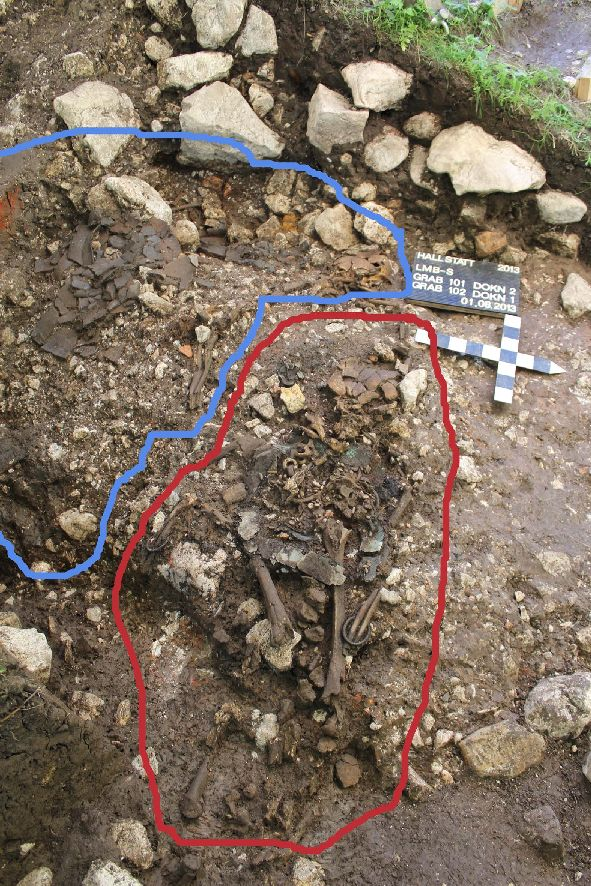 HALLSTATT 2013
LMB-S
GRAB 101 DOKN 2
GRAB 102 DOKN 1
01.08.2013